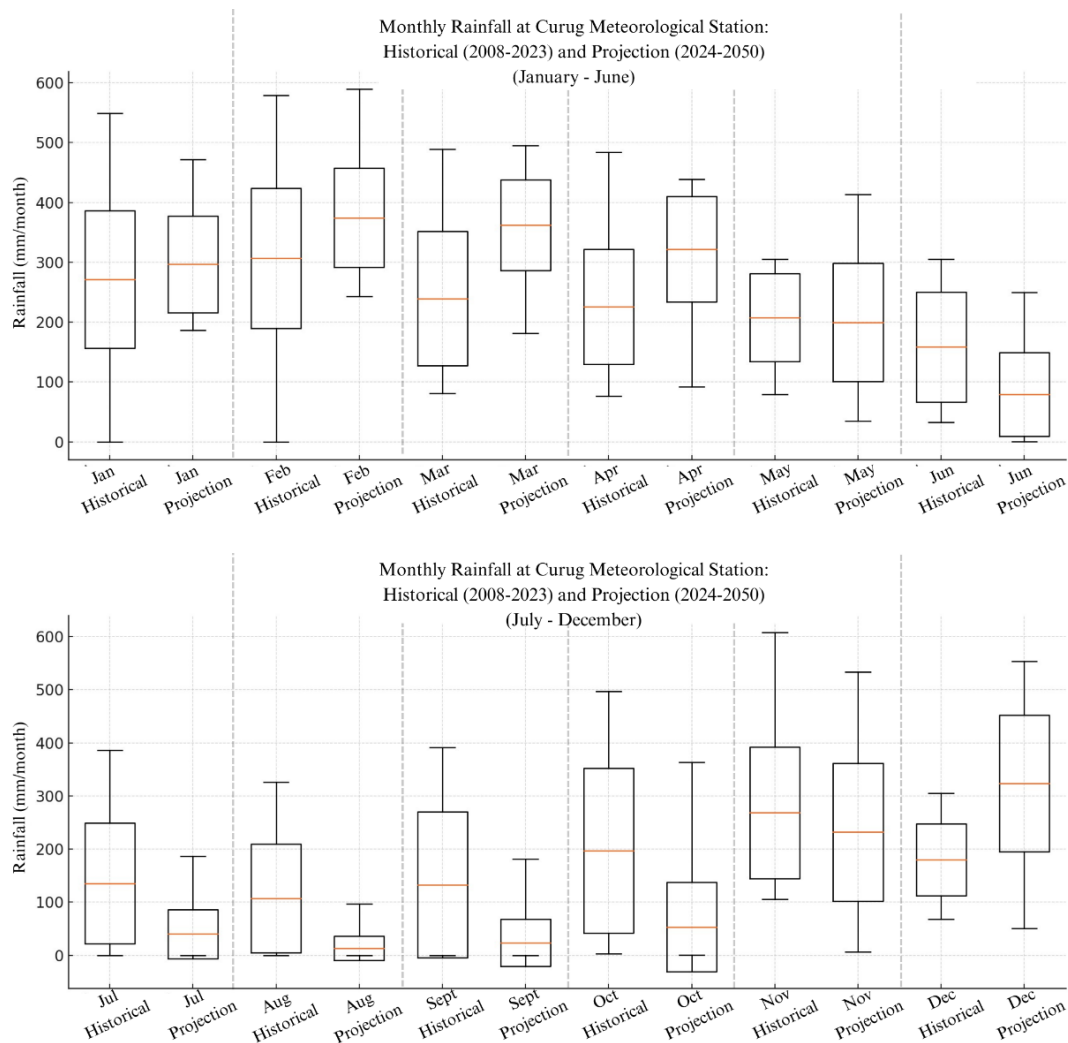 Monthly Rainfall at Curug Meteorological Station:
Historical (2008-2023) and Projection (2024-2050)
(January - June)
Rainfall (mm/month)
600
500
400
300
200
100
0
Jan Historical
Jan Projection
Feb Historical
Feb Projection
Mar Historical
Mar Projection
Apr Historical
Apr Projection
May Historical
May Projection
Jun Historical
Jun Projection
Monthly Rainfall at Curug Meteorological Station:
Historical (2008-2023) and Projection (2024-2050)
(July - December)
Rainfall (mm/month)
600
500
400
300
200
100
0
Jul Historical
Jul Projection
Aug Historical
Aug Projection
Sept Historical
Sept Projection
Oct Historical
Oct Projection
Nov Historical
Nov Projection
Dec Historical
Dec Projection